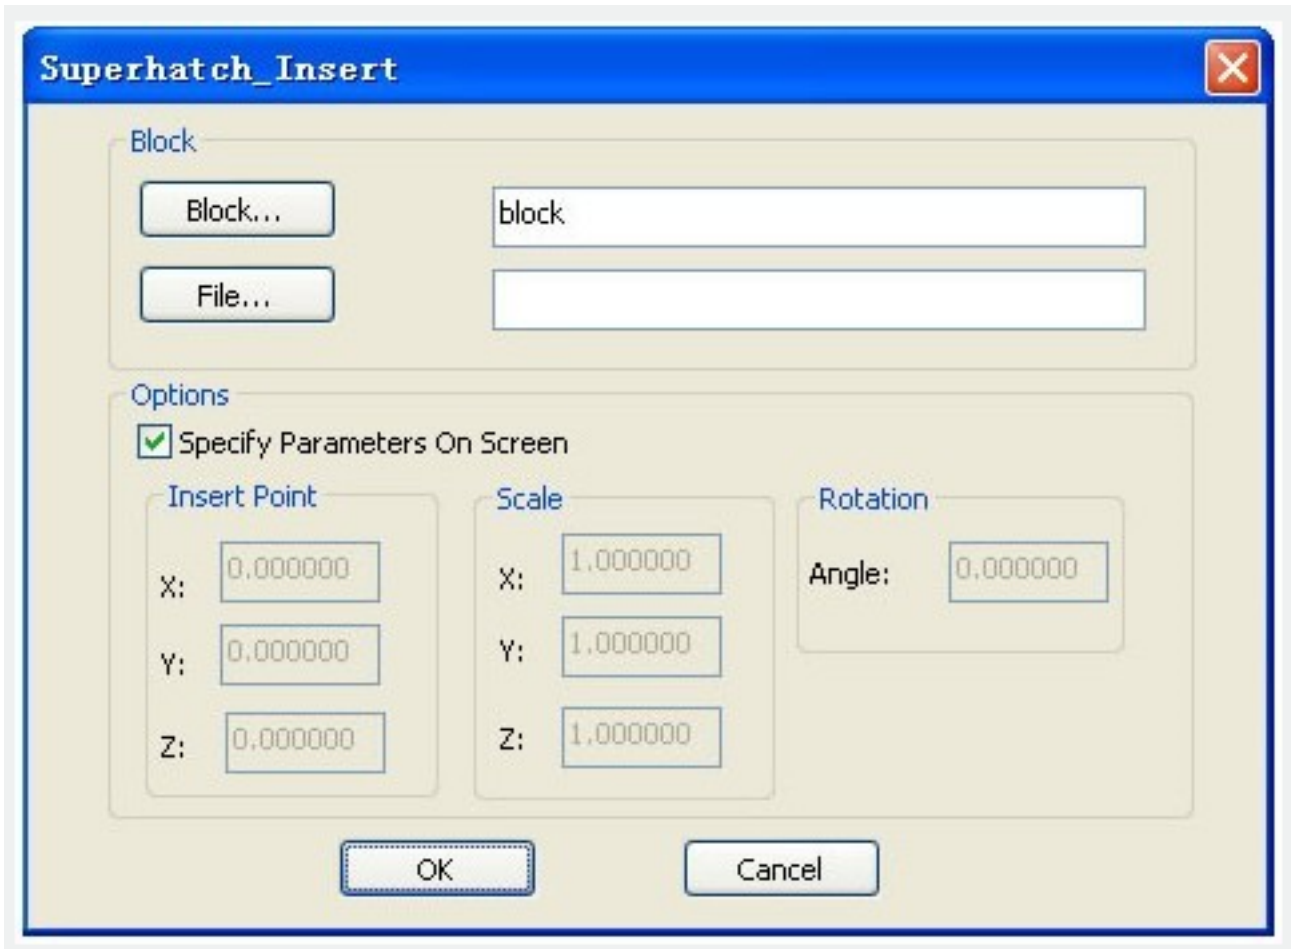 Superhatch_Insert
Block
Block...
block
File...
Options
Specify Parameters On Screen
Insert Point
Scale
Rotation
X: 0.000000
X: 1.000000
Angle: 0.000000
Y: 0.000000
Y: 1.000000
Z: 0.000000
Z: 1.000000
OK
Cancel